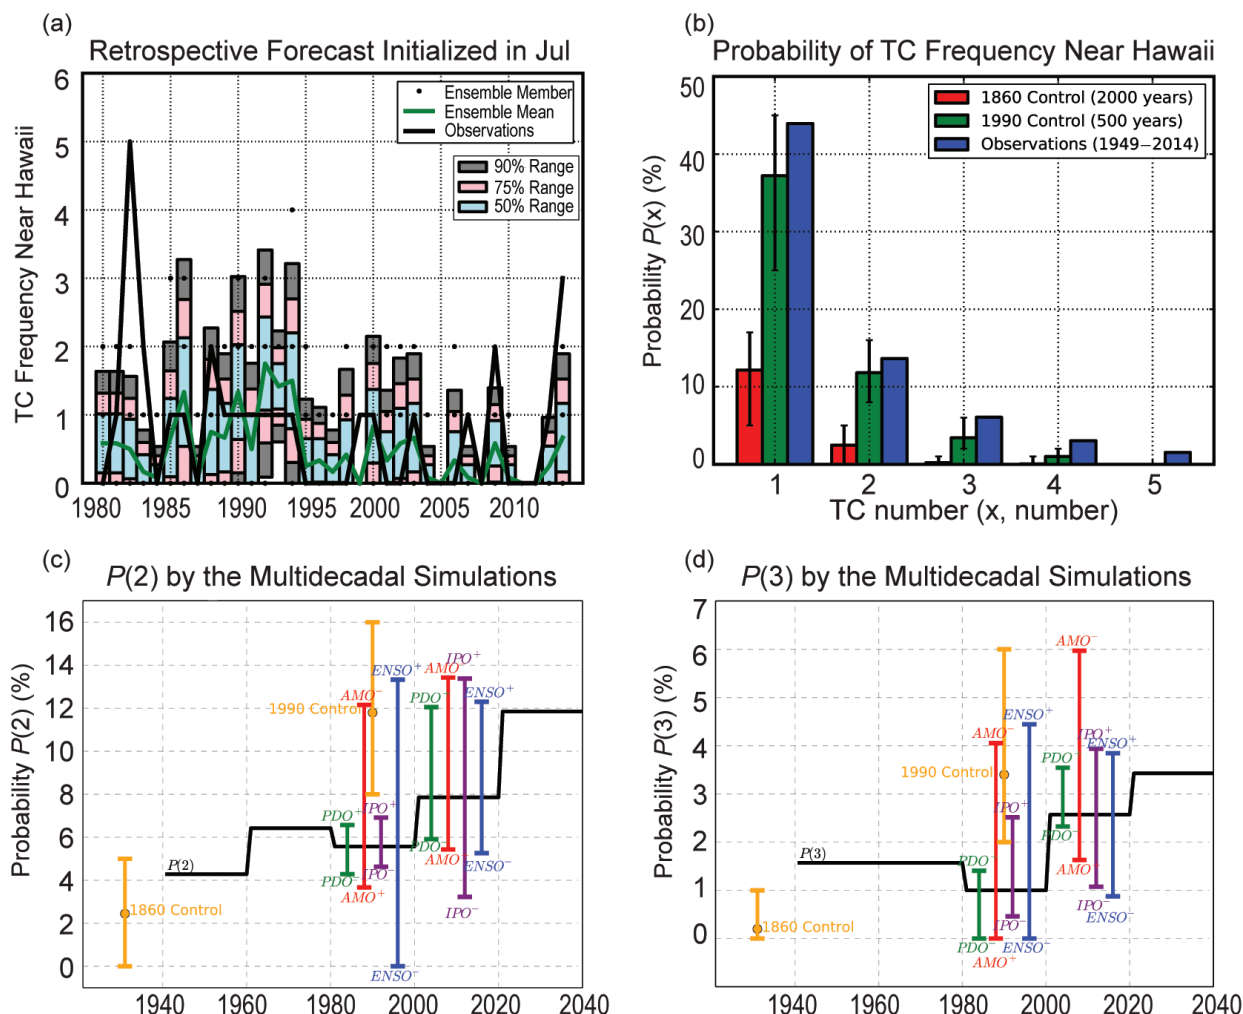 (a)
Retrospective Forecast Initialized in Jul
TC Frequency Near Hawaii
6
5
4
3
2
1
0
Ensemble Member
Ensemble Mean
Observations
90% Range
75% Range
50% Range
1980 1985 1990 1995 2000 2005 2010
(b)
Probability of TC Frequency Near Hawaii
Probability P(x) (%)
50
40
30
20
10
0
1860 Control (2000 years)
1990 Control (500 years)
Observations (1949−2014)
1 2 3 4 5
TC number (x, number)
(c)
P(2) by the Multidecadal Simulations
Probability P(2) (%)
16
14
12
10
8
6
4
2
0
IPO+
ENSO+ AMO−
AMO− PDO− ENSO+
1990 Control
PDO+ IPO+
P(2)
PDO− IPO− PDO− AMO+ ENSO−
AMO+
1860 Control
IPO−
ENSO−
1940 1960 1980 2000 2020 2040
(d)
P(3) by the Multidecadal Simulations
Probability P(3) (%)
7
6
5
4
3
2
1
0
AMO−
ENSO+
AMO− IPO+
PDO− ENSO+
1990 Control
IPO+
PDO−
P(3)
PDO− AMO+
IPO− IPO− ENSO−
1860 Control
PDO− ENSO−
AMO+
1940 1960 1980 2000 2020 2040